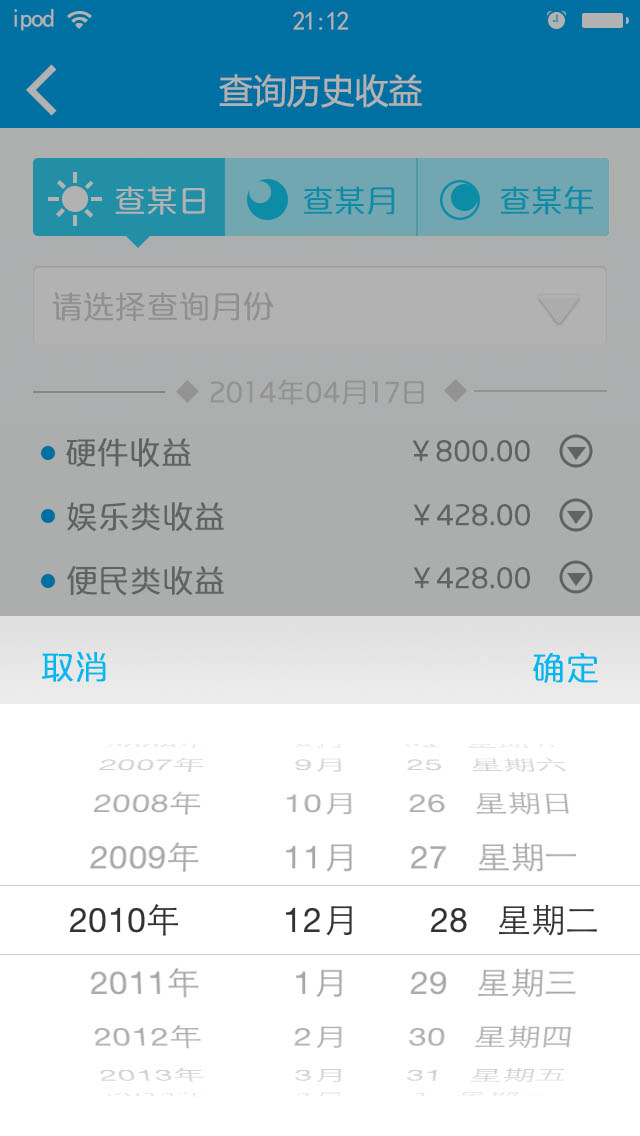 ipod 21:12
查询历史收益
查某日 查某月 查某年
请选择查询月份
2014年04月17日
硬件收益 ￥800.00
娱乐类收益 ￥428.00
便民类收益 ￥428.00
取消 确定
2007年 9月 25 星期六
2008年 10月 26 星期日
2009年 11月 27 星期一
2010年 12月 28 星期二
2011年 1月 29 星期三
2012年 2月 30 星期四
2013年 3月 31 星期五